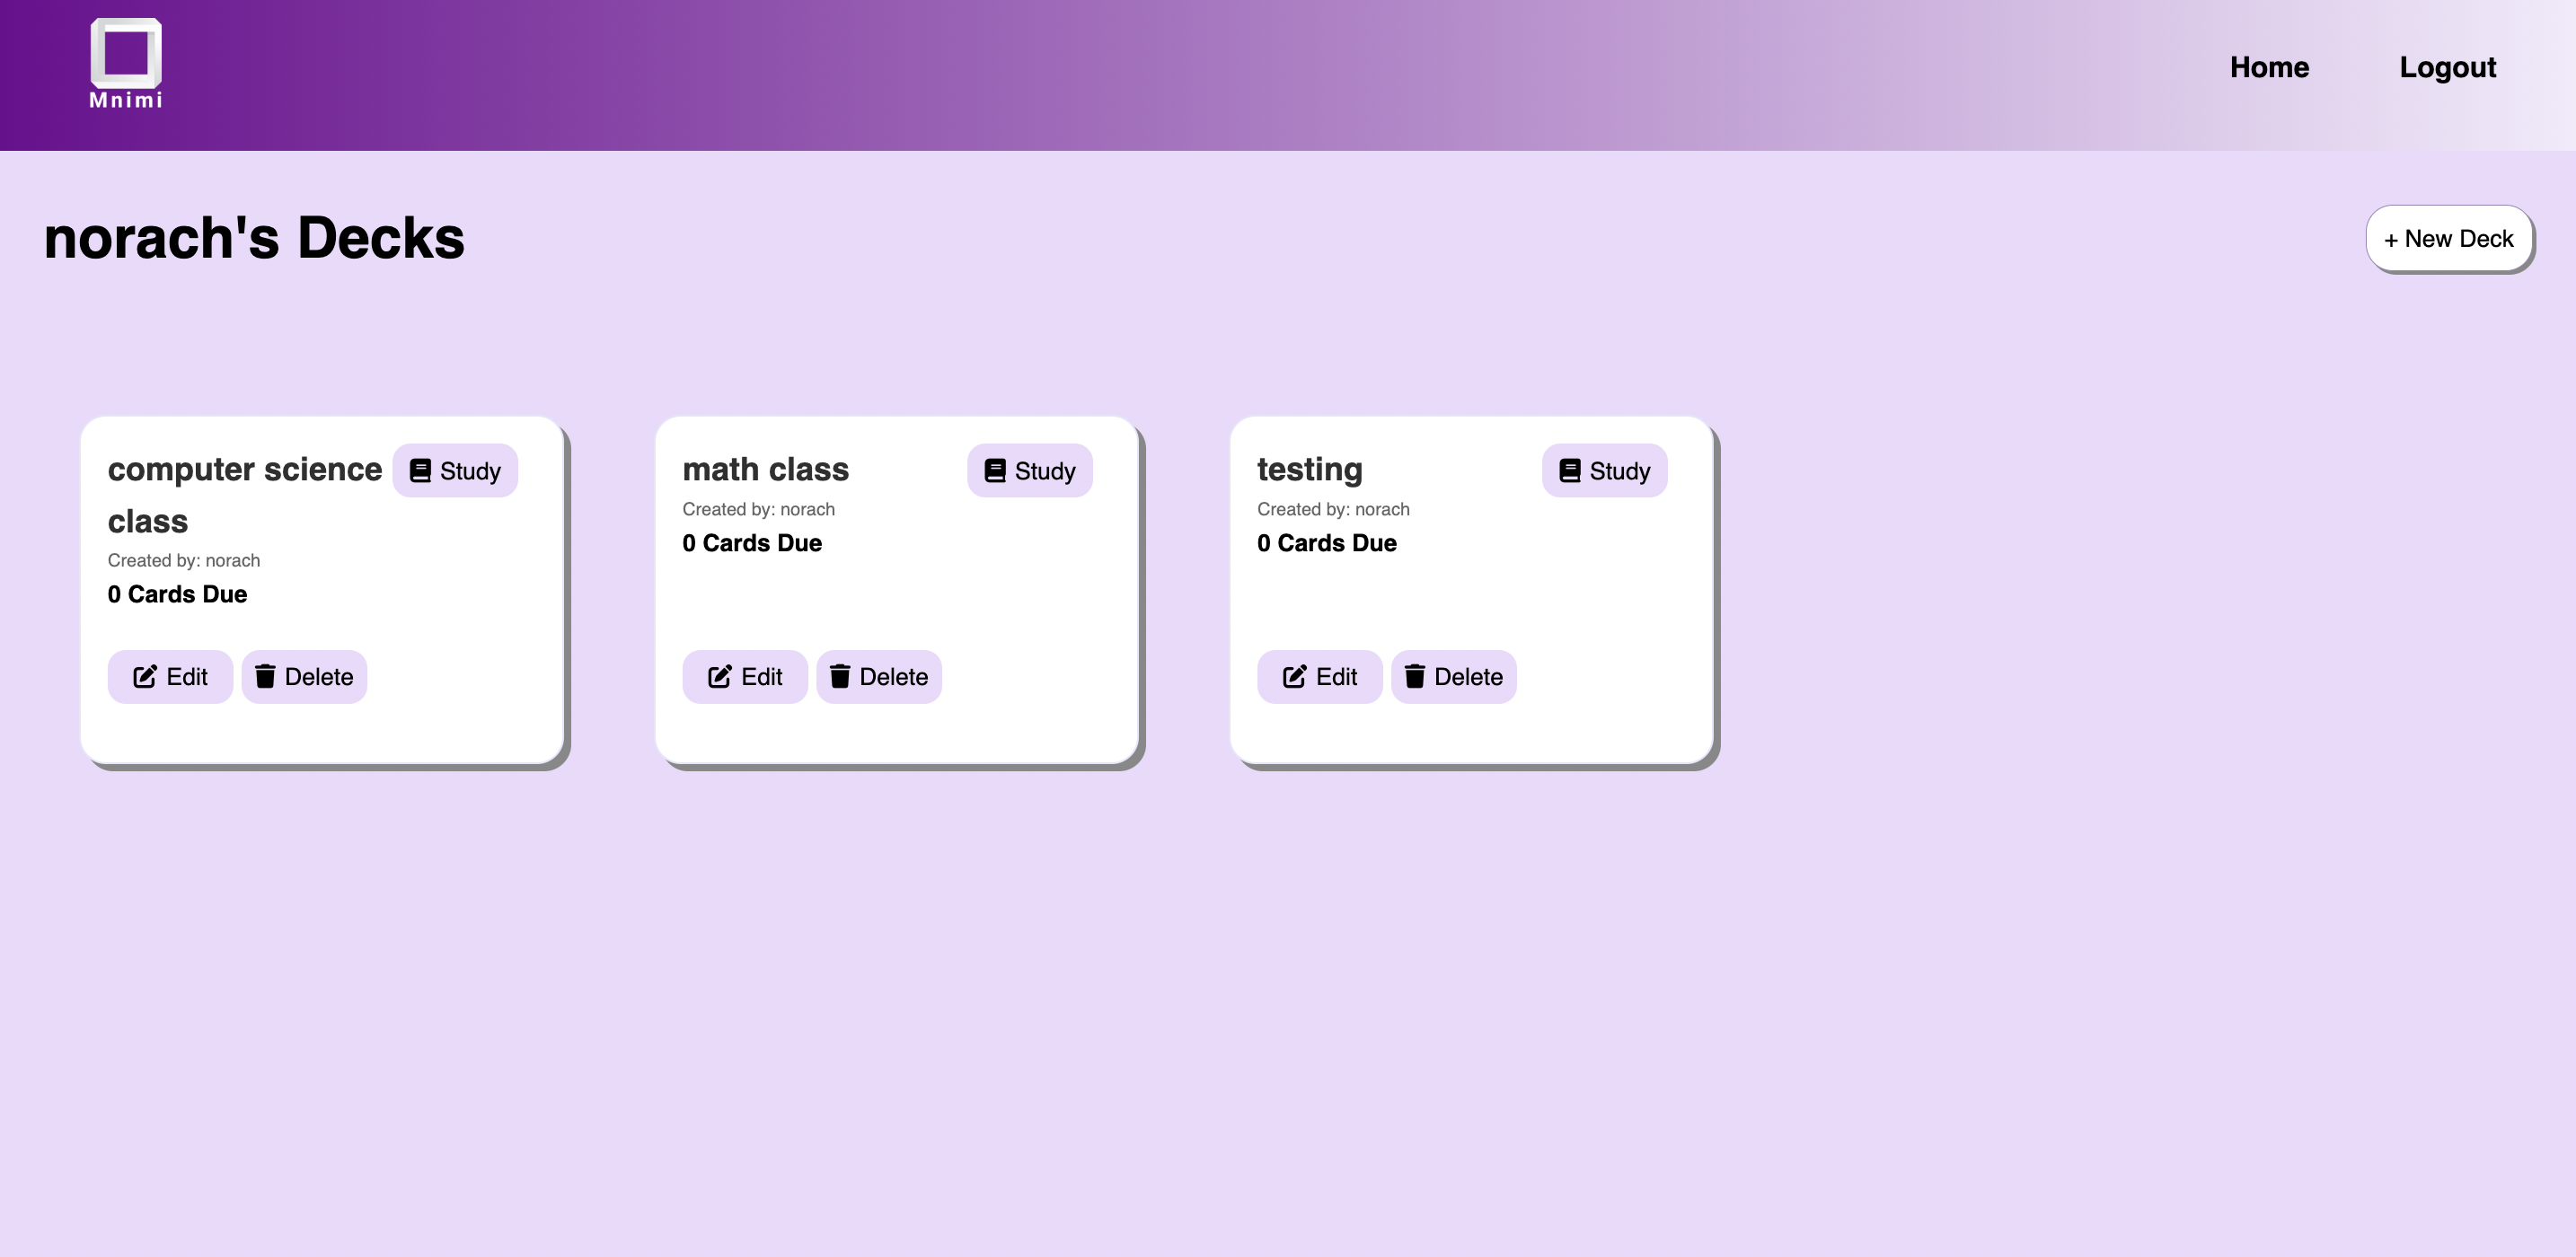 Mnimi
Home
Logout
norach's Decks
+ New Deck
computer science
class
Study
Created by: norach
0 Cards Due
Edit
Delete
math class
Study
Created by: norach
0 Cards Due
Edit
Delete
testing
Study
Created by: norach
0 Cards Due
Edit
Delete